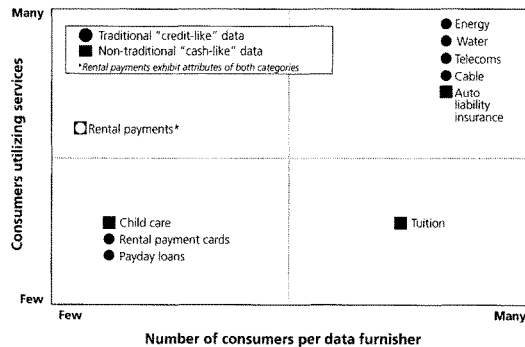 Many
Consumers utilizing services
Few
Traditional “credit-like” data
Non-traditional “cash-like” data
*Rental payments exhibit attributes of both categories
Energy
Water
Telecoms
Cable
Auto
liability
insurance
Rental payments*
Child care
Rental payment cards
Payday loans
Tuition
Few
Many
Number of consumers per data furnisher